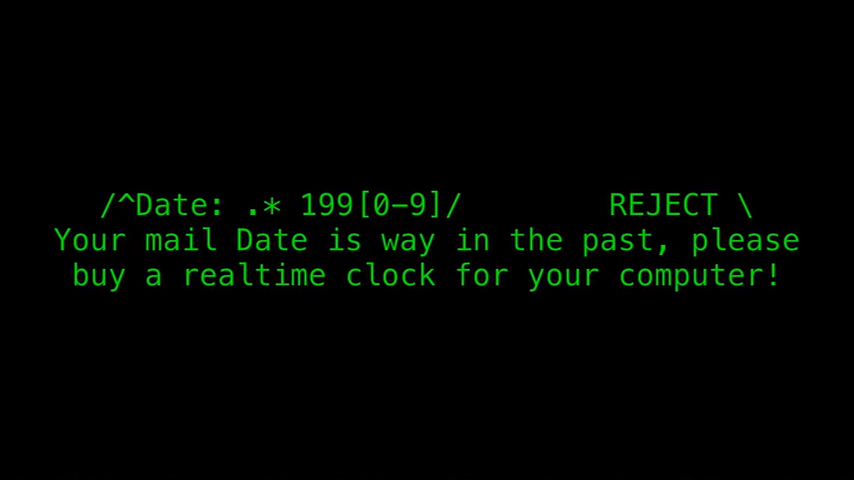 /^Date: .* 199[0-9]/ REJECT \
Your mail Date is way in the past, please
buy a realtime clock for your computer!